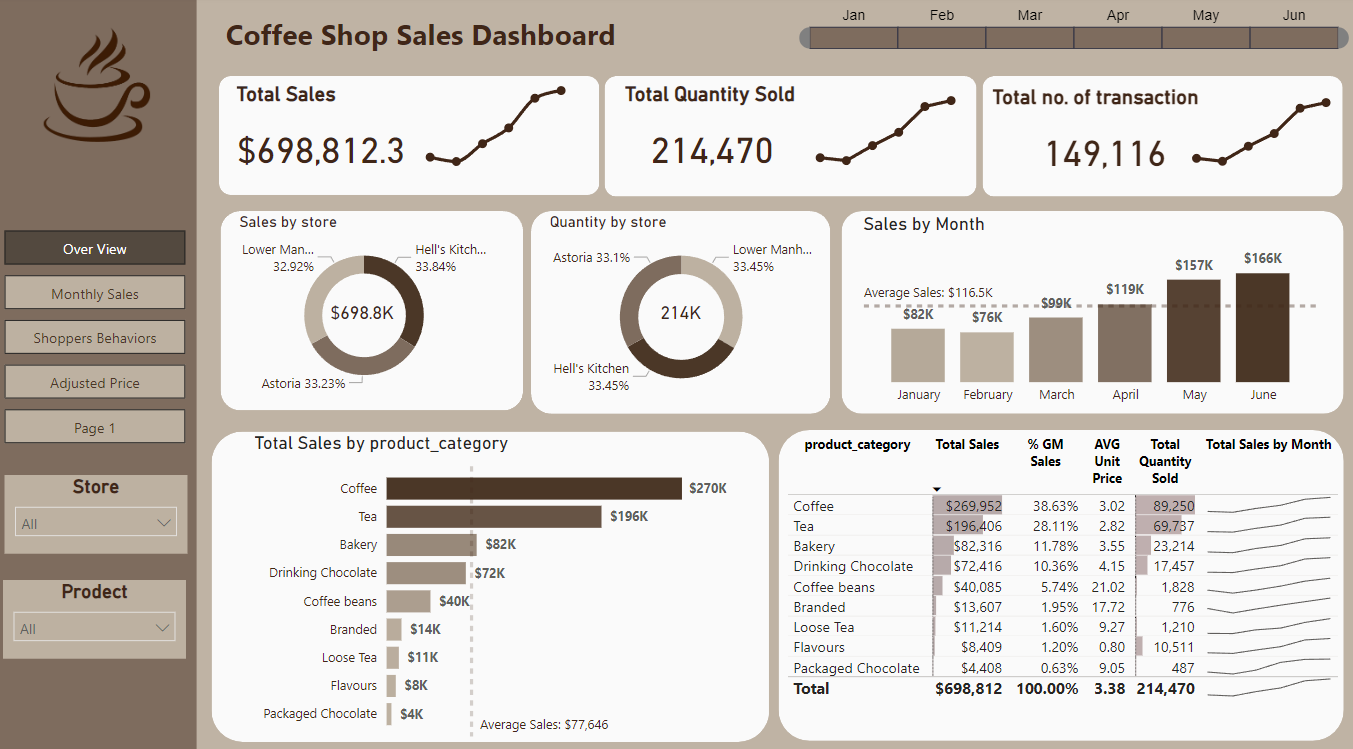 Coffee Shop Sales Dashboard
Jan Feb Mar Apr May Jun
Total Sales
$698,812.3
Total Quantity Sold
214,470
Total no. of transaction
149,116
Over View
Monthly Sales
Shoppers Behaviors
Adjusted Price
Page 1
Store
All
Prodect
All
Sales by store
Lower Man...
32.92%
Hell's Kitch...
33.84%
$698.8K
Astoria 33.23%
Quantity by store
Astoria 33.1%
Lower Manh...
33.45%
214K
Hell's Kitchen
33.45%
Sales by Month
Average Sales: $116.5K
$82K $76K $99K $119K $157K $166K
January February March April May June
Total Sales by product_category
Coffee $270K
Tea $196K
Bakery $82K
Drinking Chocolate $72K
Coffee beans $40K
Branded $14K
Loose Tea $11K
Flavours $8K
Packaged Chocolate $4K
Average Sales: $77,646
product_category Total Sales % GM Sales AVG Unit Price Total Quantity Sold Total Sales by Month
Coffee $269,952 38.63% 3.02 89,250
Tea $196,406 28.11% 2.82 69,737
Bakery $82,316 11.78% 3.55 23,214
Drinking Chocolate $72,416 10.36% 4.15 17,457
Coffee beans $40,085 5.74% 21.02 1,828
Branded $13,607 1.95% 17.72 776
Loose Tea $11,214 1.60% 9.27 1,210
Flavours $8,409 1.20% 0.80 10,511
Packaged Chocolate $4,408 0.63% 9.05 487
Total $698,812 100.00% 3.38 214,470